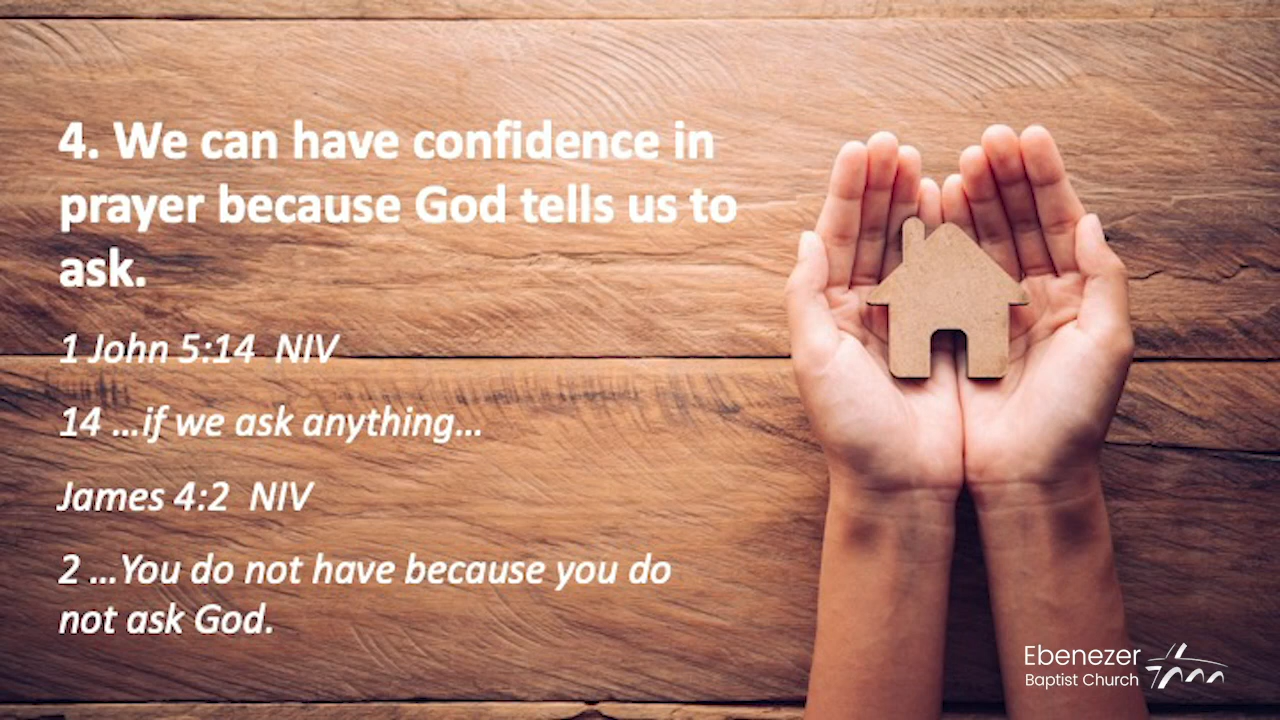 4. We can have confidence in
prayer because God tells us to
ask.
1 John 5:14  NIV
14 ...if we ask anything...
James 4:2  NIV
2 ...You do not have because you do
not ask God.
Ebenezer
Baptist Church